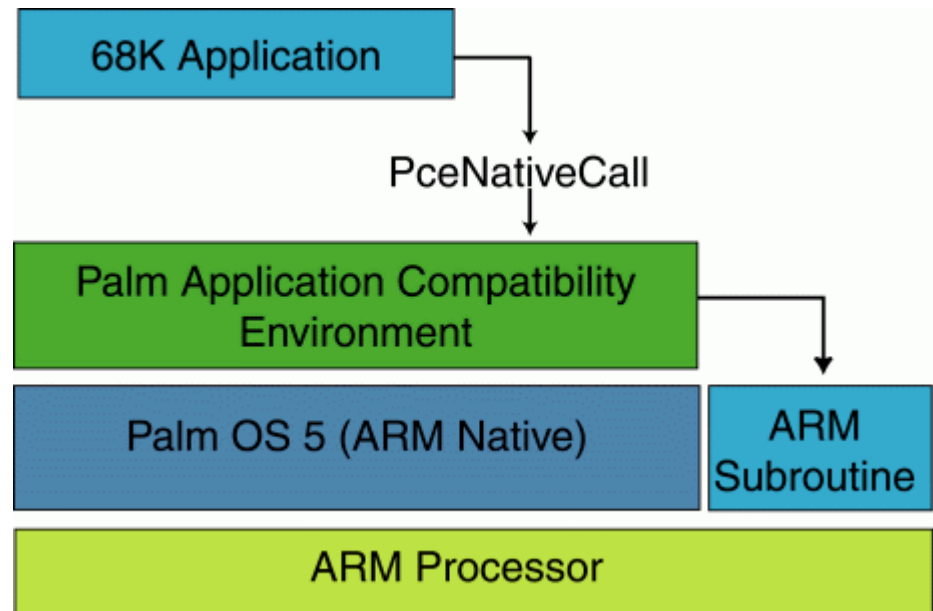 68K Application
PceNativeCall
Palm Application Compatibility
Environment
Palm OS 5 (ARM Native)
ARM
Subroutine
ARM Processor